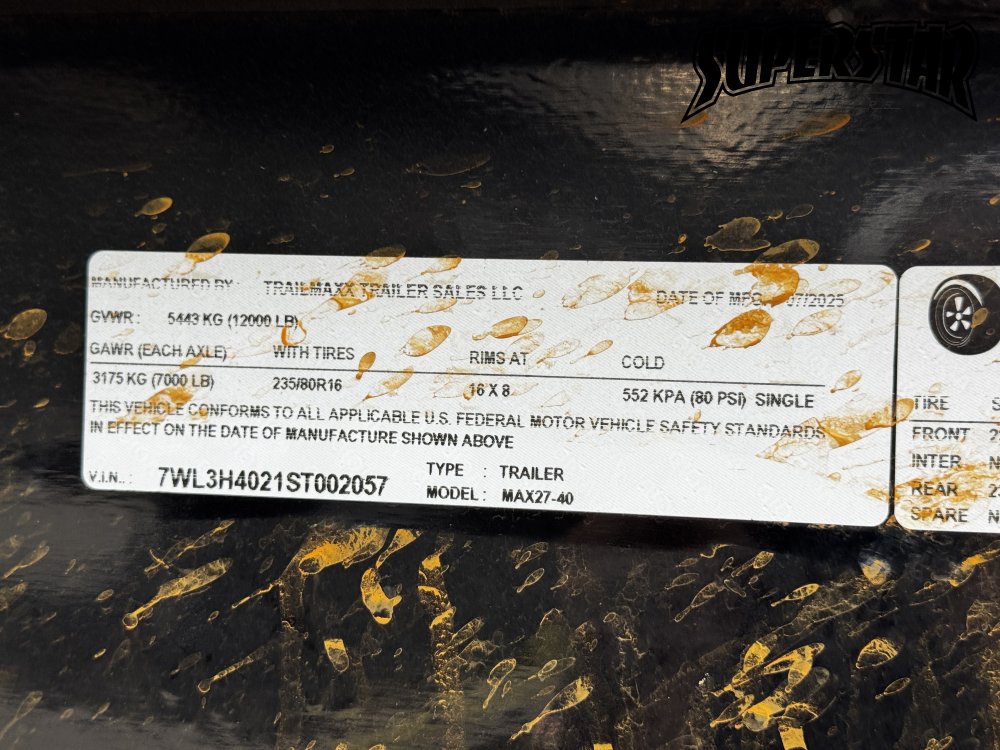 SUPERSTAR
MANUFACTURED BY: TRAILMAXX TRAILER SALES LLC DATE OF MFG 07/2025
GVWR : 5443 KG (12000 LB)
GAWR (EACH AXLE) WITH TIRES RIMS AT COLD
3175 KG (7000 LB) 235/80R16 16 X 8 552 KPA (80 PSI) SINGLE
THIS VEHICLE CONFORMS TO ALL APPLICABLE U.S. FEDERAL MOTOR VEHICLE SAFETY STANDARDS
IN EFFECT ON THE DATE OF MANUFACTURE SHOWN ABOVE
V.I.N.. : 7WL3H4021ST002057
TYPE : TRAILER
MODEL : MAX27-40
TIRE
FRONT
INTER
REAR
SPARE